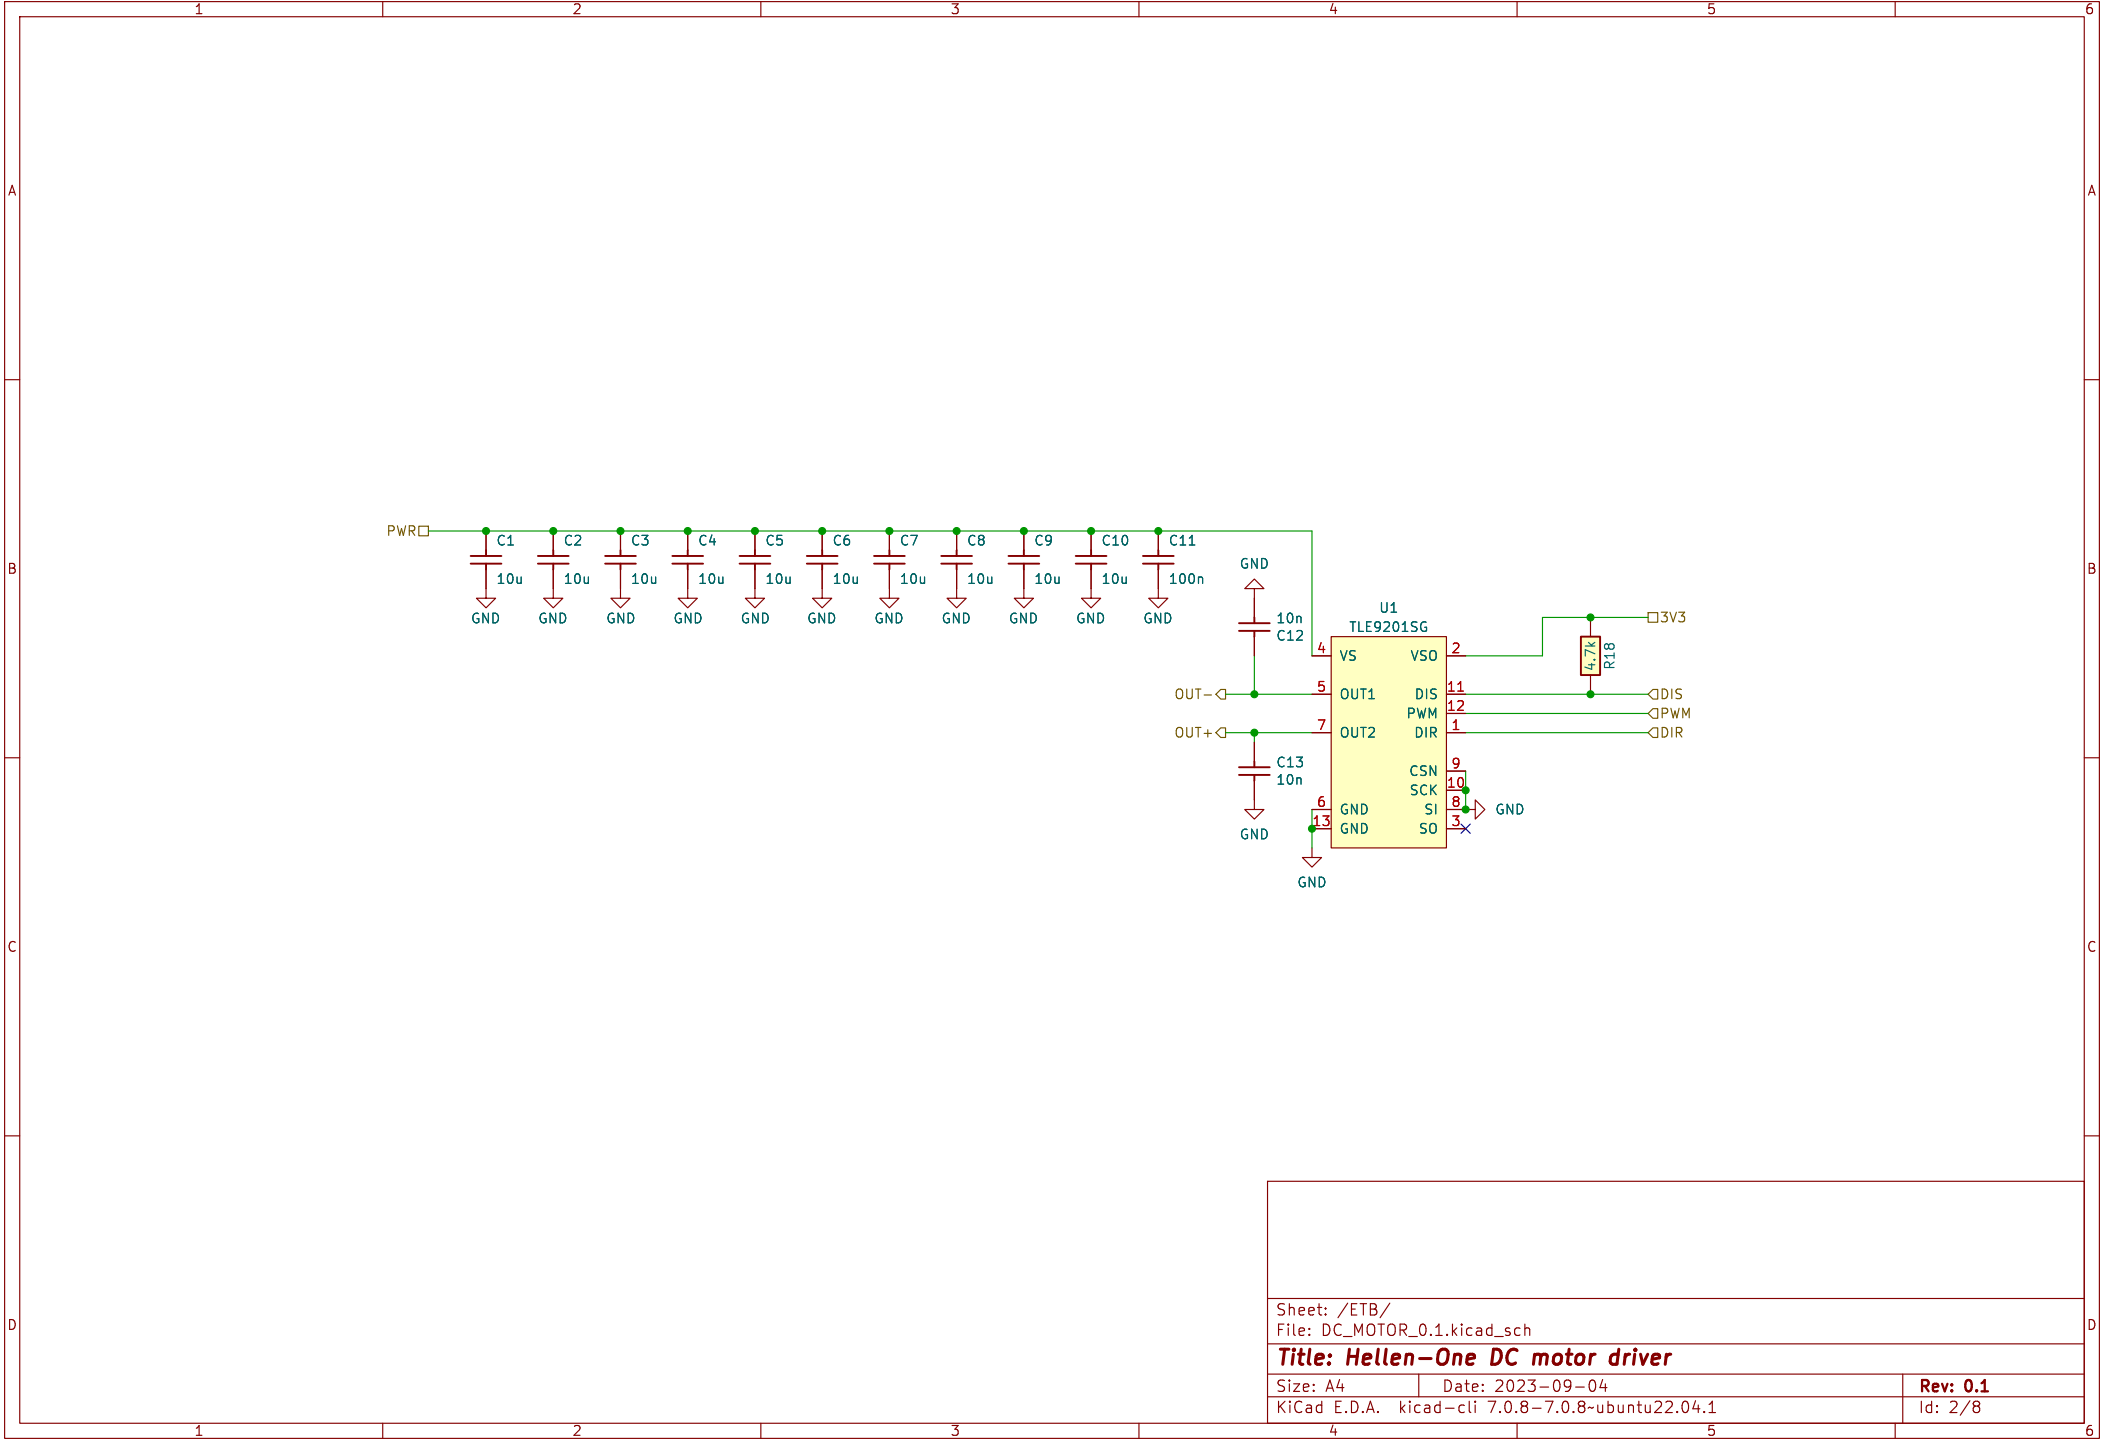 1 2 3 4 5 6
A A
PWR
C1 C2 C3 C4 C5 C6 C7 C8 C9 C10 C11
B B
GND
10u 10u 10u 10u 10u 10u 10u 10u 10u 10u 100n
GND GND GND GND GND GND GND GND GND GND GND
U1
TLE9201SG
10n
C12
3V3
4.7k
R18
4 VS VSO 2
OUT- 5 OUT1 DIS 11 DIS
PWM 12 PWM
OUT+ 7 OUT2 DIR 1 DIR
C13
10n
CSN 9
SCK 10
6 GND SI 8 GND
13 GND SO 3
GND
GND
C C
Sheet: /ETB/
File: DC_MOTOR_0.1.kicad_sch
D D
Title: Hellen-One DC motor driver
Size: A4 Date: 2023-09-04 Rev: 0.1
KiCad E.D.A. kicad-cli 7.0.8-7.0.8~ubuntu22.04.1 Id: 2/8
1 2 3 4 5 6